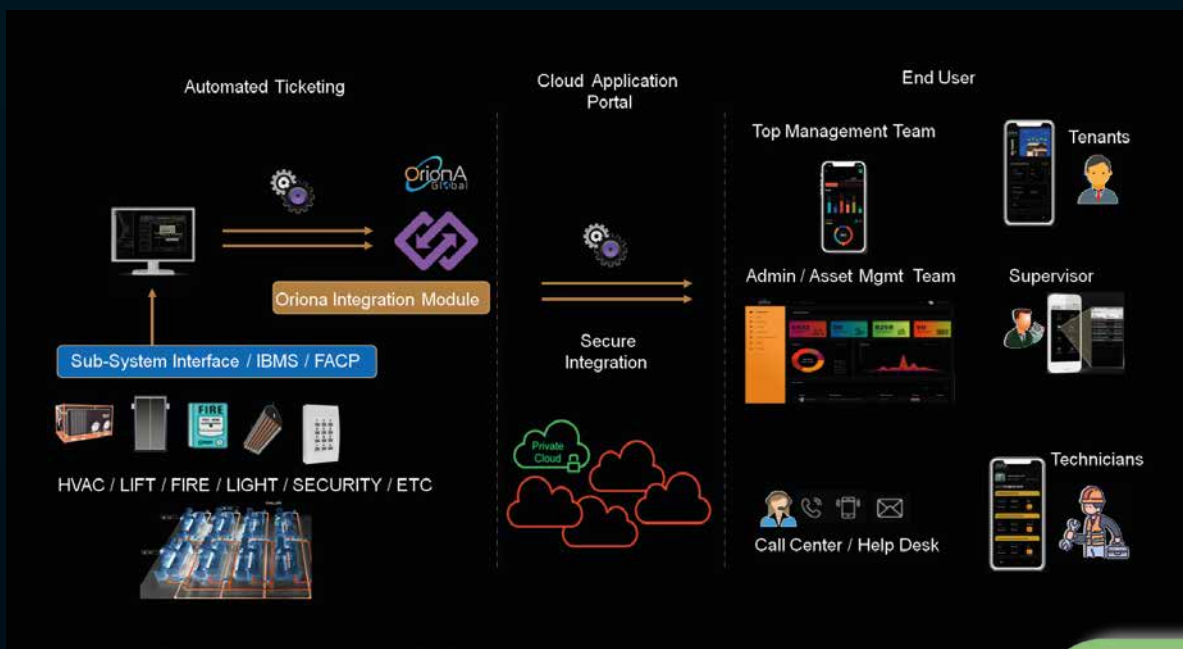 Automated Ticketing
Cloud Application
Portal
End User
Top Management Team
Tenants
OrionA
Global
Oriona Integration Module
Admin / Asset Mgmt Team
Supervisor
Sub-System Interface / IBMS / FACP
Secure
Integration
FIRE
Private
Cloud
HVAC / LIFT / FIRE / LIGHT / SECURITY / ETC
Technicians
Call Center / Help Desk